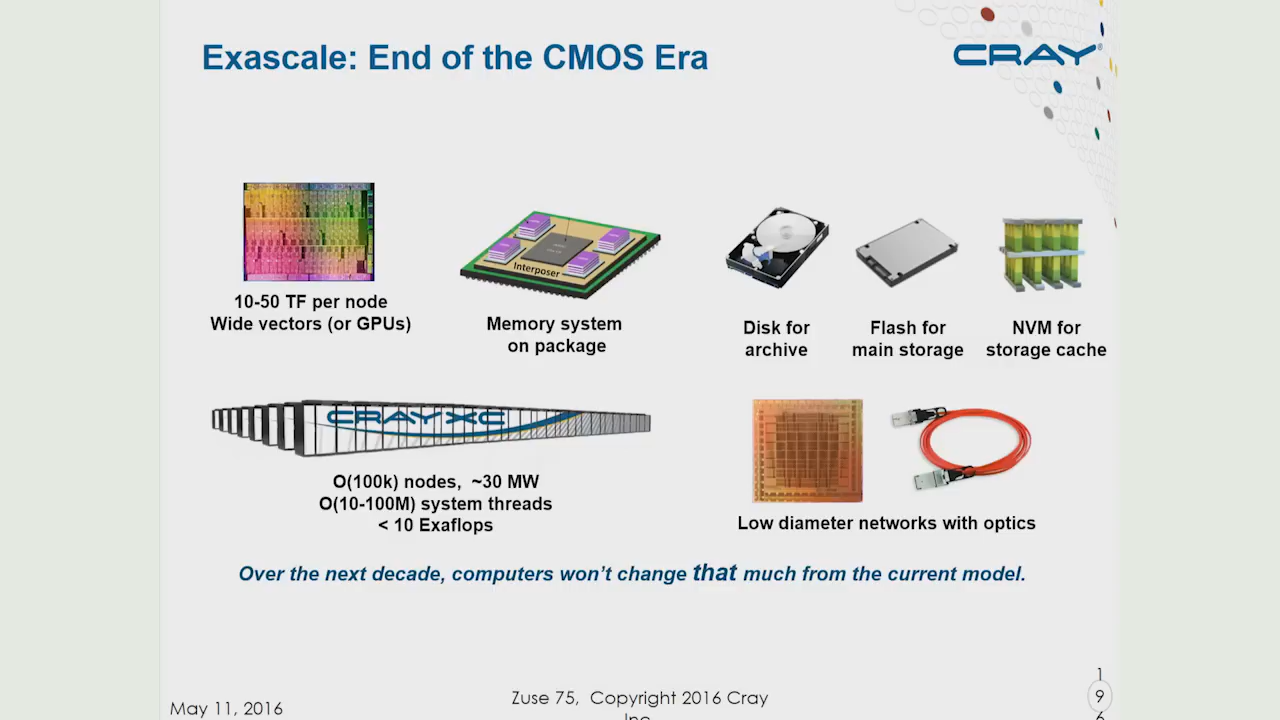 Exascale: End of the CMOS Era
CRAY
Interposer
10-50 TF per node
Wide vectors (or GPUs)
Memory system
on package
Disk for
archive
Flash for
main storage
NVM for
storage cache
CRAY XC
O(100k) nodes, ~30 MW
O(10-100M) system threads
< 10 Exaflops
Low diameter networks with optics
Over the next decade, computers won't change that much from the current model.
May 11, 2016
Zuse 75, Copyright 2016 Cray
Inc
1
9
6